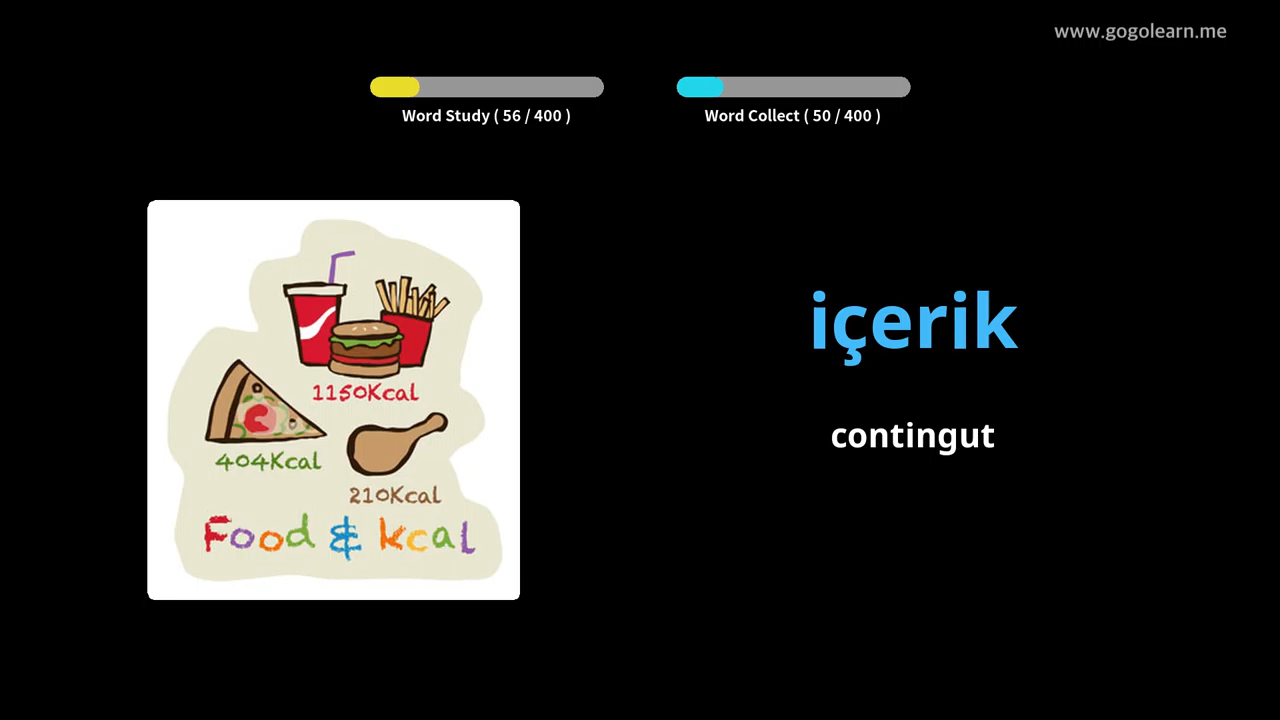 www.gogolearn.me
Word Study ( 56 / 400 )
Word Collect ( 50 / 400 )
1150Kcal
404Kcal
210Kcal
Food & kcal
içerik
contingut